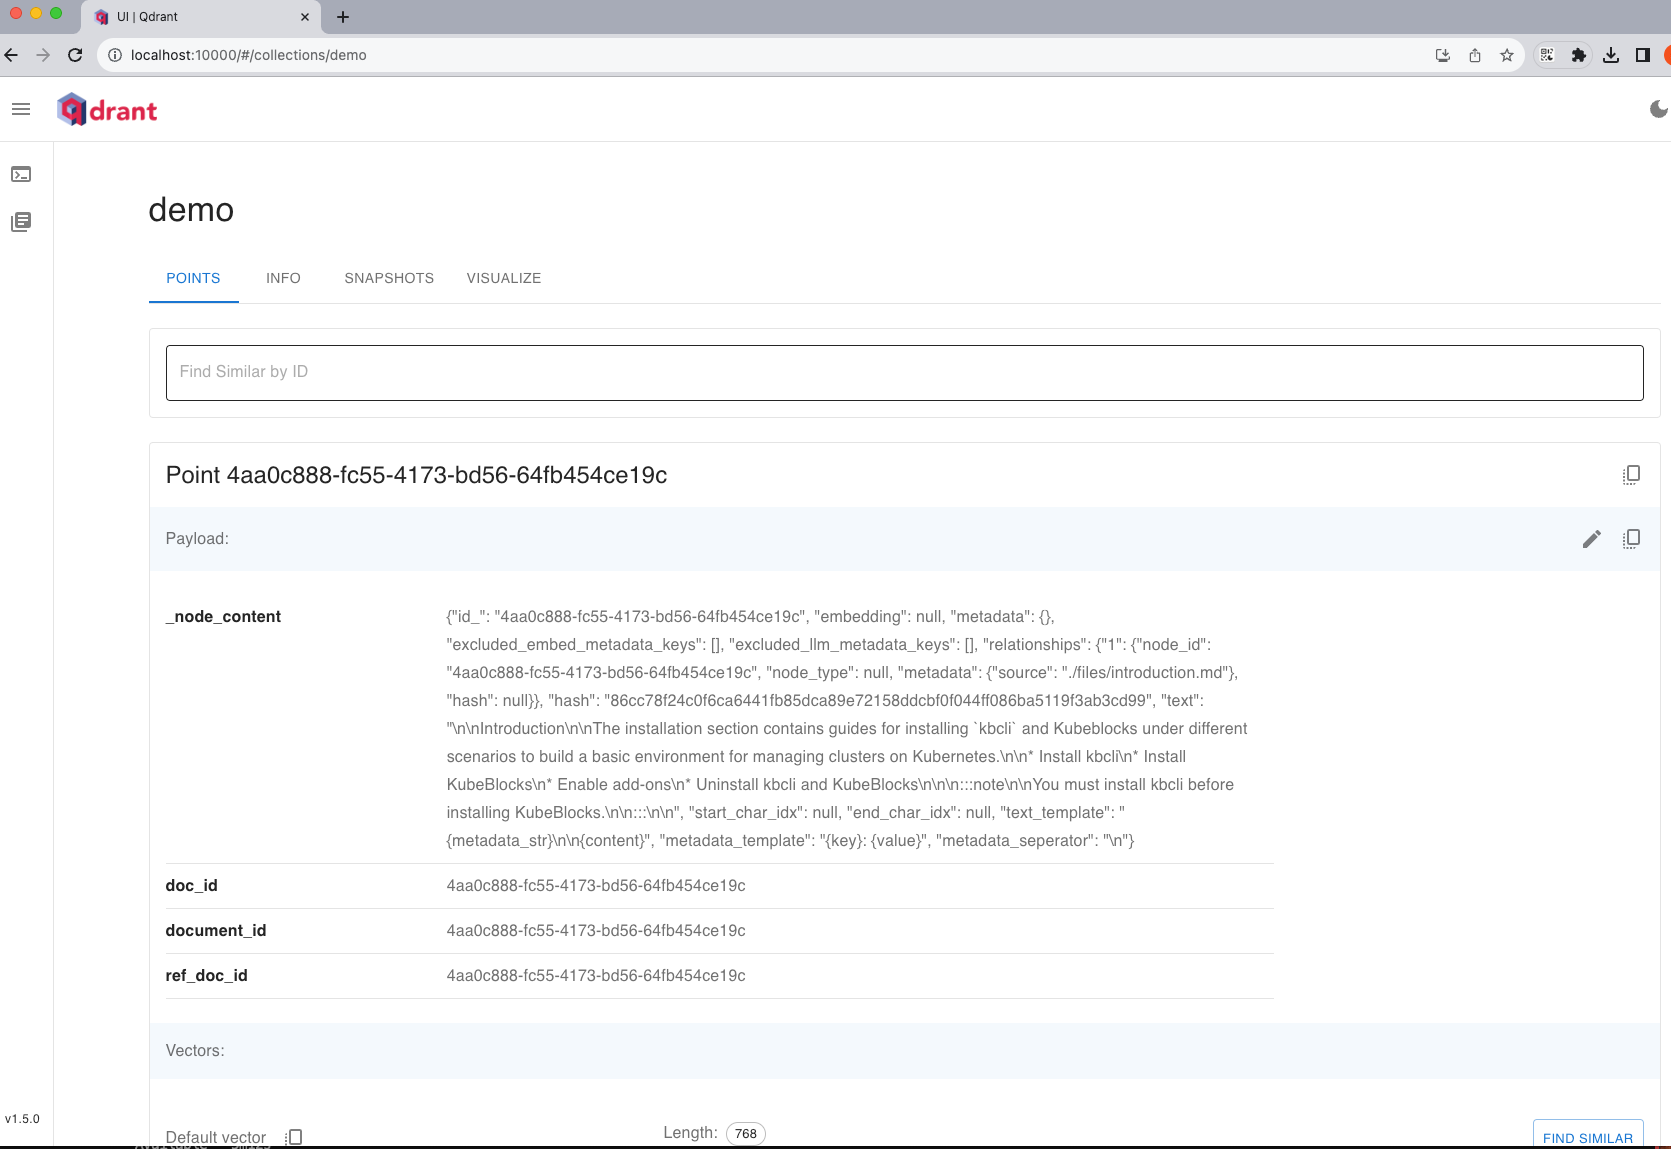 UI | Qdrant
localhost:10000/#/collections/demo
qdrant
demo
POINTS INFO SNAPSHOTS VISUALIZE
Find Similar by ID
Point 4aa0c888-fc55-4173-bd56-64fb454ce19c
Payload:
_node_content {"id_": "4aa0c888-fc55-4173-bd56-64fb454ce19c", "embedding": null, "metadata": {},
"excluded_embed_metadata_keys": [], "excluded_llm_metadata_keys": [], "relationships": {"1": {"node_id":
"4aa0c888-fc55-4173-bd56-64fb454ce19c", "node_type": null, "metadata": {"source": "./files/introduction.md"},
"hash": null}}, "hash": "86cc78f24c0f6ca6441fb85dca89e72158ddcbf0f044ff086ba5119f3ab3cd99", "text":
"\n\nIntroduction\n\nThe installation section contains guides for installing `kbcli` and Kubeblocks under different
scenarios to build a basic environment for managing clusters on Kubernetes.\n\n* Install kbcli\n* Install
KubeBlocks\n* Enable add-ons\n* Uninstall kbcli and KubeBlocks\n\n\n:::note\n\nYou must install kbcli before
installing KubeBlocks.\n\n:::\n\n", "start_char_idx": null, "end_char_idx": null, "text_template": "
{metadata_str}\n\n{content}", "metadata_template": "{key}: {value}", "metadata_seperator": "\n"}
doc_id 4aa0c888-fc55-4173-bd56-64fb454ce19c
document_id 4aa0c888-fc55-4173-bd56-64fb454ce19c
ref_doc_id 4aa0c888-fc55-4173-bd56-64fb454ce19c
Vectors:
v1.5.0
Default vector Length: 768 FIND SIMILAR